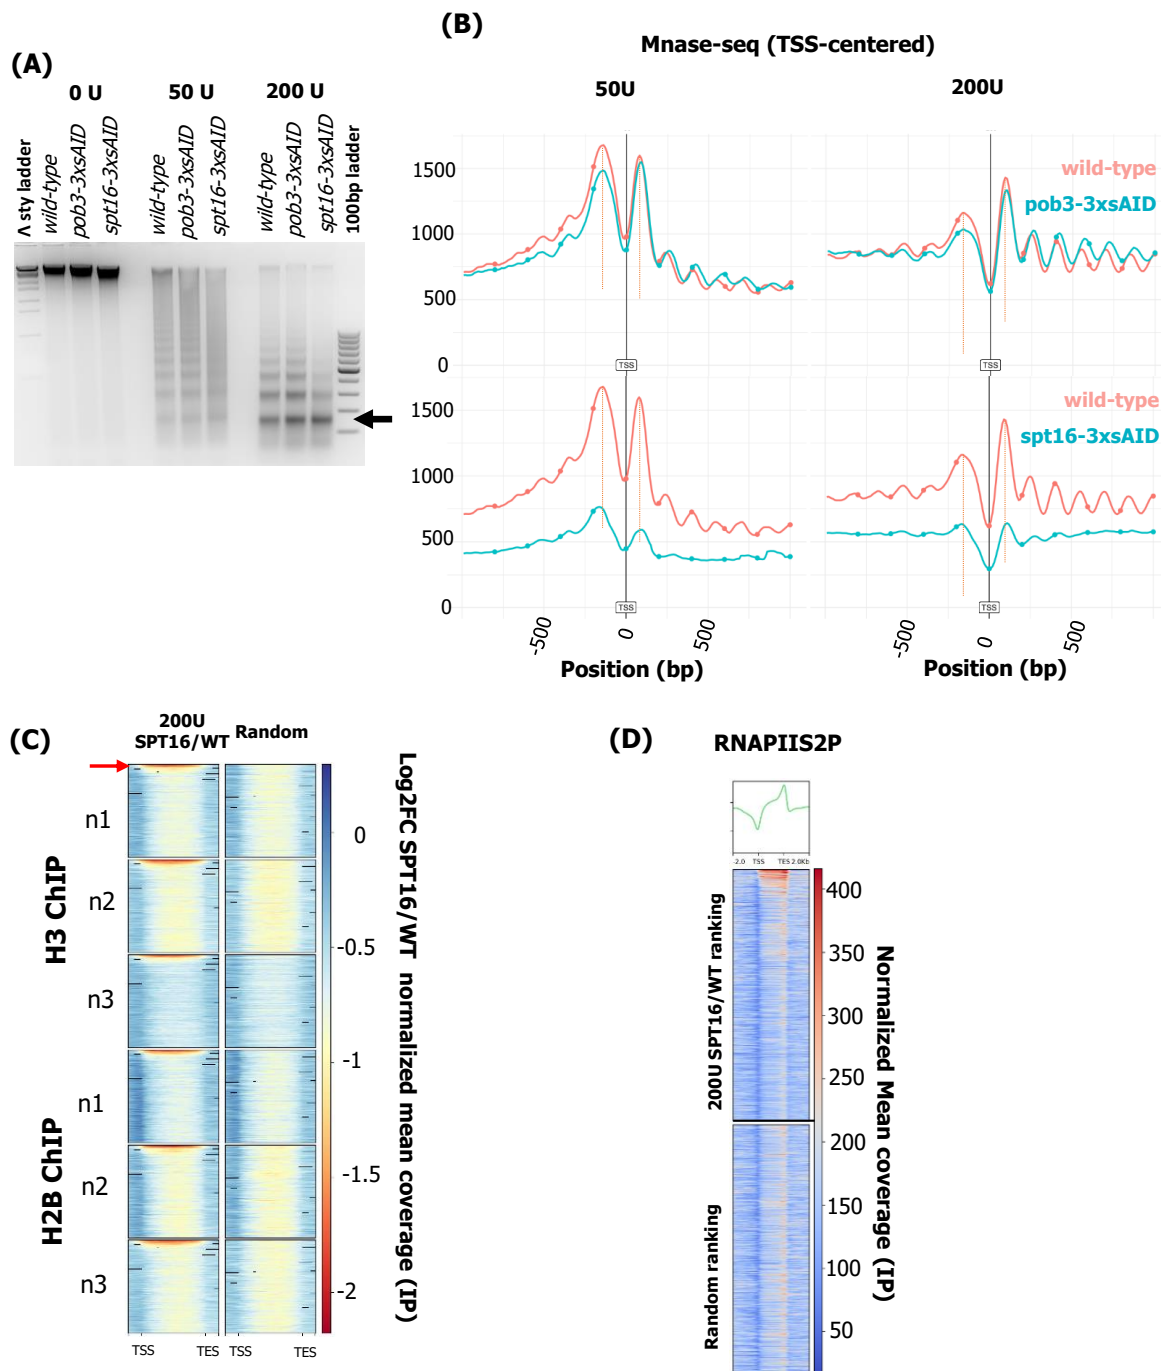 (A)
0 U
50 U
200 U
Λ sty ladder
wild-type
pob3-3xsAID
spt16-3xsAID
wild-type
pob3-3xsAID
spt16-3xsAID
wild-type
pob3-3xsAID
spt16-3xsAID
100bp ladder
(B)
Mnase-seq (TSS-centered)
50U
200U
1500
1000
500
0
wild-type
pob3-3xsAID
TSS
TSS
1500
1000
500
0
wild-type
spt16-3xsAID
TSS
TSS
-500
0
500
-500
0
500
Position (bp)
Position (bp)
(C)
200U
SPT16/WT
Random
H3 ChIP
n1
n2
n3
H2B ChIP
n1
n2
n3
TSS
TES
TSS
TES
0
-0.5
-1
-1.5
-2
Log2FC SPT16/WT normalized mean coverage (IP)
(D)
RNAPIIS2P
-2.0
TSS
TES
2.0Kb
200U SPT16/WT ranking
Random ranking
400
350
300
250
200
150
100
50
Normalized Mean coverage (IP)